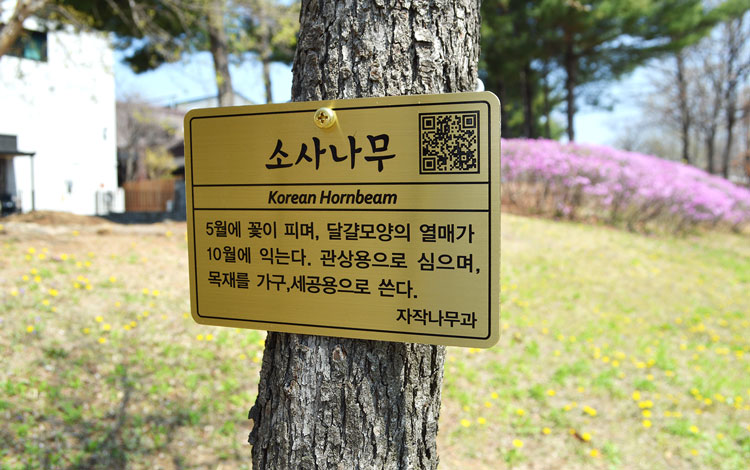 소사나무
Korean Hornbeam
5월에 꽃이 피며, 달걀모양의 열매가
10월에 익는다. 관상용으로 심으며,
목재를 가구,세공용으로 쓴다.
자작나무과